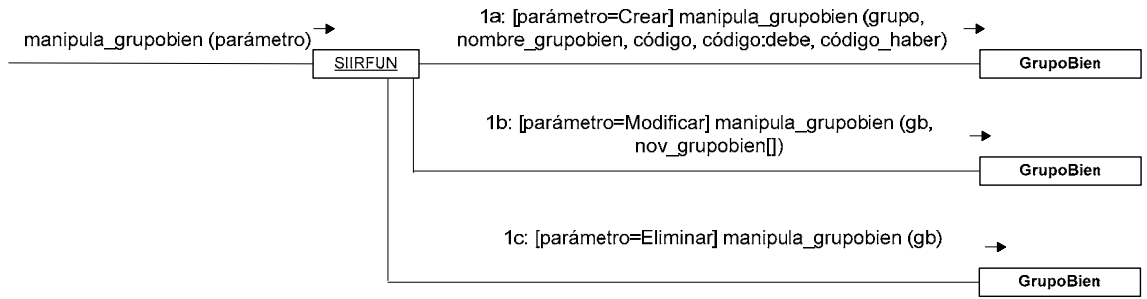 1a: [parámetro=Crear] manipula_grupobien (grupo,
nombre_grupobien, código, código:debe, código_haber)
manipula_grupobien (parámetro)
SIIRFUN
GrupoBien
1b: [parámetro=Modificar] manipula_grupobien (gb,
nov_grupobien[])
GrupoBien
1c: [parámetro=Eliminar] manipula_grupobien (gb)
GrupoBien